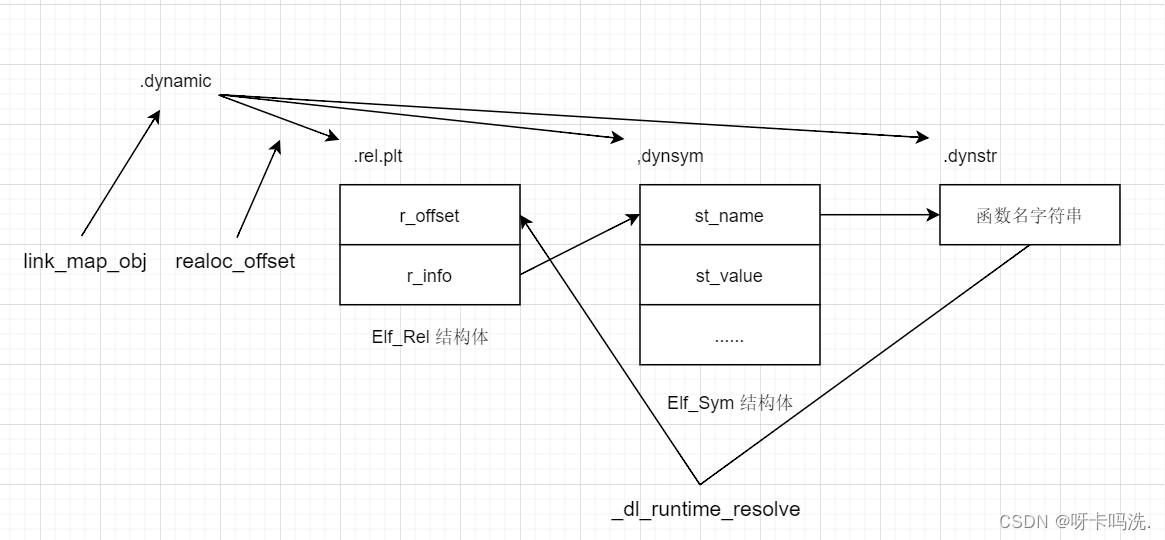 .dynamic
.rel.plt
,dynsym
.dynstr
r_offset
st_name
函数名字符串
link_map_obj
realoc_offset
r_info
st_value
Elf_Rel 结构体
......
Elf_Sym 结构体
_dl_runtime_resolve
CSDN @呀卡吗洗.